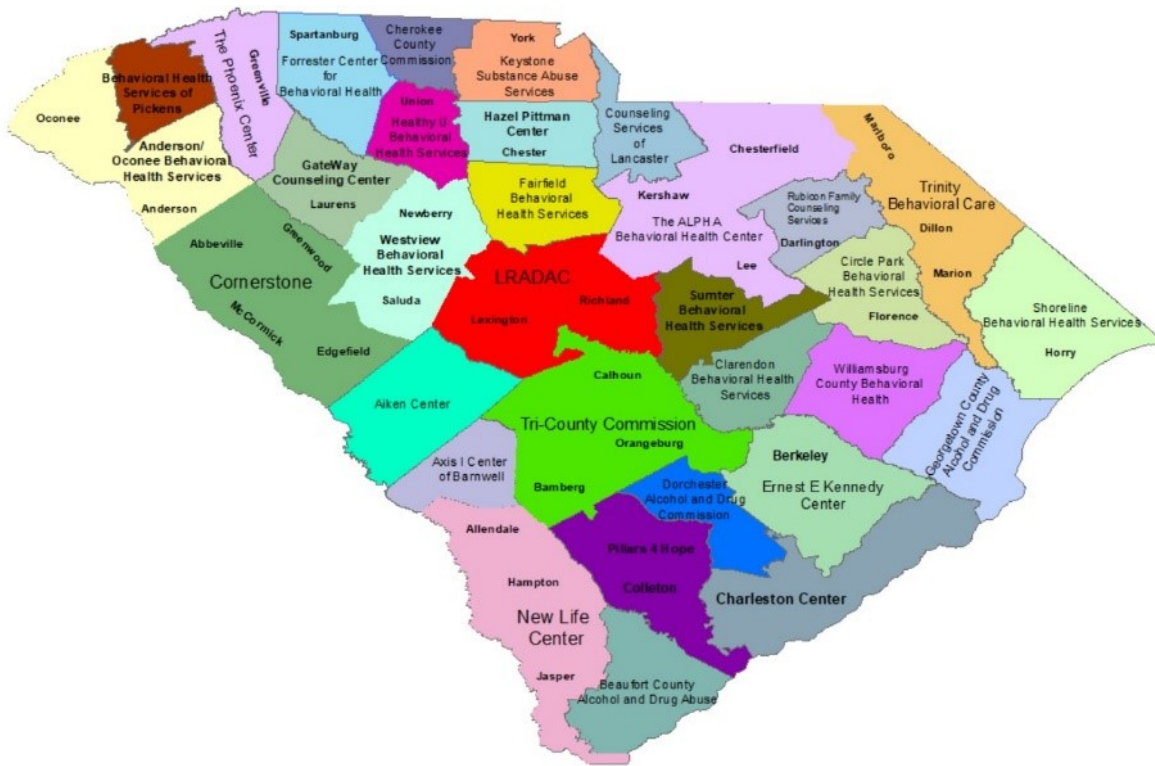 Oconee
Behavioral Health
Services of
Pickens
Anderson/
Oconee Behavioral
Health Services
Anderson
Greenville
The Phoenix Center
Spartanburg
Forrester Center
for
Behavioral Health
Cherokee
County
Commission
York
Keystone
Substance Abuse
Services
Union
Healthy U
Behavioral
Health Services
Hazel Pittman
Center
Chester
Counseling
Services
of
Lancaster
Chesterfield
Kershaw
The ALPHA
Behavioral Health Center
Lee
Marlboro
Trinity
Behavioral Care
Dillon
Marion
Rubicon Family
Counseling
Services
Darlington
GateWay
Counseling Center
Laurens
Fairfield
Behavioral
Health Services
Newberry
Westview
Behavioral
Health Services
Saluda
Abbeville
Greenwood
Cornerstone
McCormick
Edgefield
LRADAC
Richland
Lexington
Sumter
Behavioral
Health Services
Circle Park
Behavioral
Health Services
Florence
Shoreline
Behavioral Health Services
Horry
Clarendon
Behavioral Health
Services
Williamsburg
County Behavioral
Health
Georgetown County
Alcohol and Drug
Commission
Aiken Center
Calhoun
Tri-County Commission
Orangeburg
Bamberg
Axis I Center
of Barnwell
Berkeley
Ernest E Kennedy
Center
Dorchester
Alcohol and Drug
Commission
Allendale
Hampton
New Life
Center
Jasper
Pillars 4 Hope
Colleton
Charleston Center
Beaufort County
Alcohol and Drug Abuse